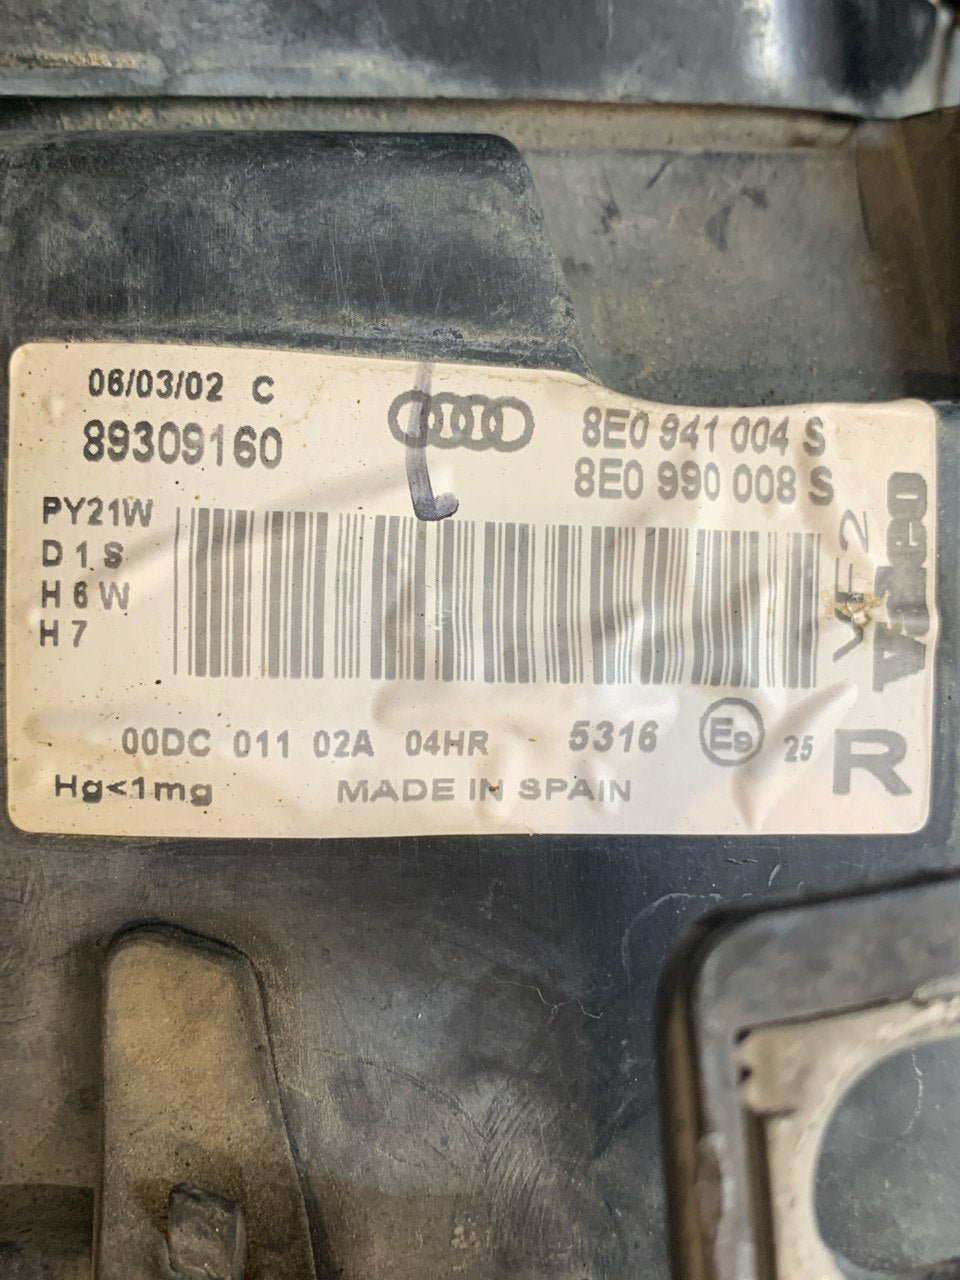 06/03/02 C
89309160
8E0 941 004 S
8E0 990 008 S
PY21W
D1S
H6W
H7
00DC 011 02A 04HR 5316 E9 25 R
Hg<1mg MADE IN SPAIN